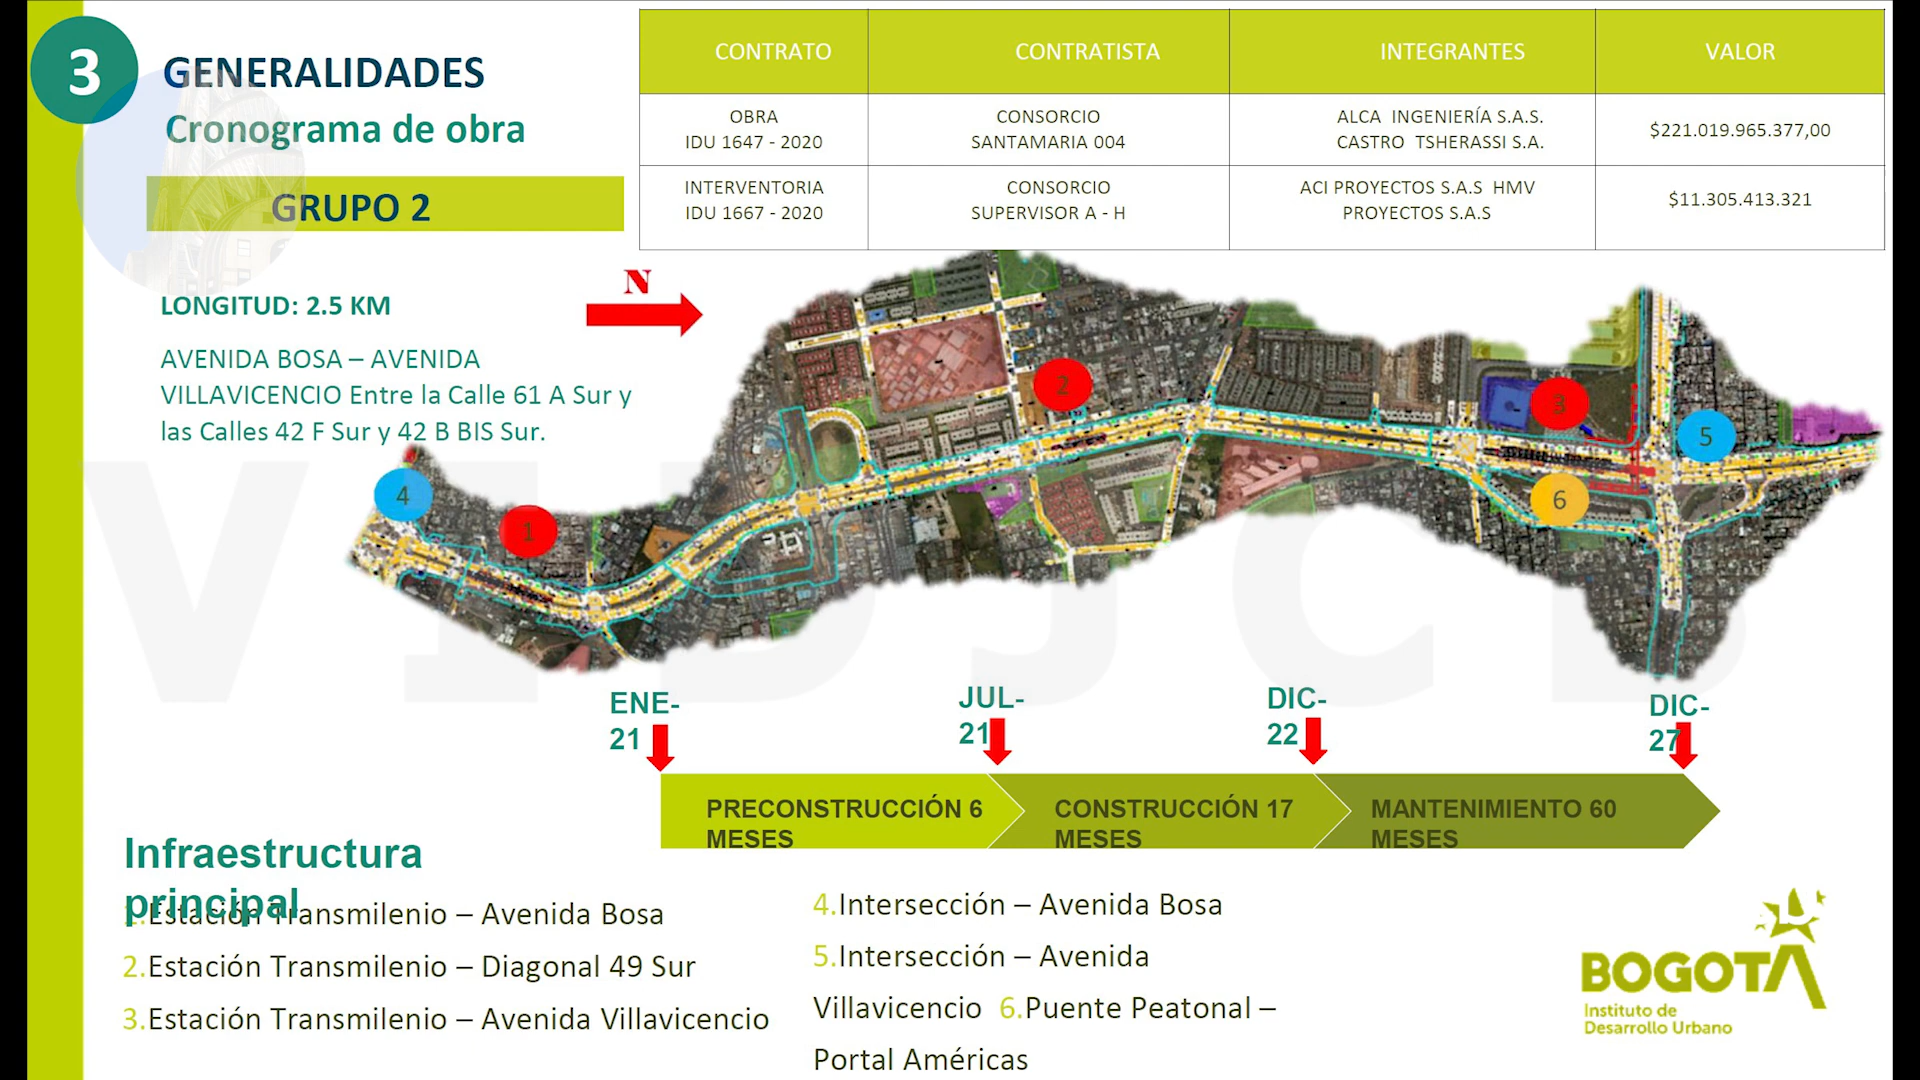 3
GENERALIDADES
Cronograma de obra
GRUPO 2
CONTRATO CONTRATISTA INTEGRANTES VALOR
OBRA
IDU 1647 - 2020
CONSORCIO
SANTAMARIA 004
ALCA INGENIERÍA S.A.S.
CASTRO TSHERASSI S.A.
$221.019.965.377,00
INTERVENTORIA
IDU 1667 - 2020
CONSORCIO
SUPERVISOR A - H
ACI PROYECTOS S.A.S HMV
PROYECTOS S.A.S
$11.305.413.321
LONGITUD: 2.5 KM
AVENIDA BOSA – AVENIDA
VILLAVICENCIO Entre la Calle 61 A Sur y
las Calles 42 F Sur y 42 B BIS Sur.
N
2
3
5
4
6
1
ENE-
21
JUL-
21
DIC-
22
DIC-
27
PRECONSTRUCCIÓN 6
MESES
CONSTRUCCIÓN 17
MESES
MANTENIMIENTO 60
MESES
Infraestructura
principal
1.Estación Transmilenio – Avenida Bosa
2.Estación Transmilenio – Diagonal 49 Sur
3.Estación Transmilenio – Avenida Villavicencio
4.Intersección – Avenida Bosa
5.Intersección – Avenida
Villavicencio 6.Puente Peatonal –
Portal Américas
BOGOTÁ
Instituto de
Desarrollo Urbano